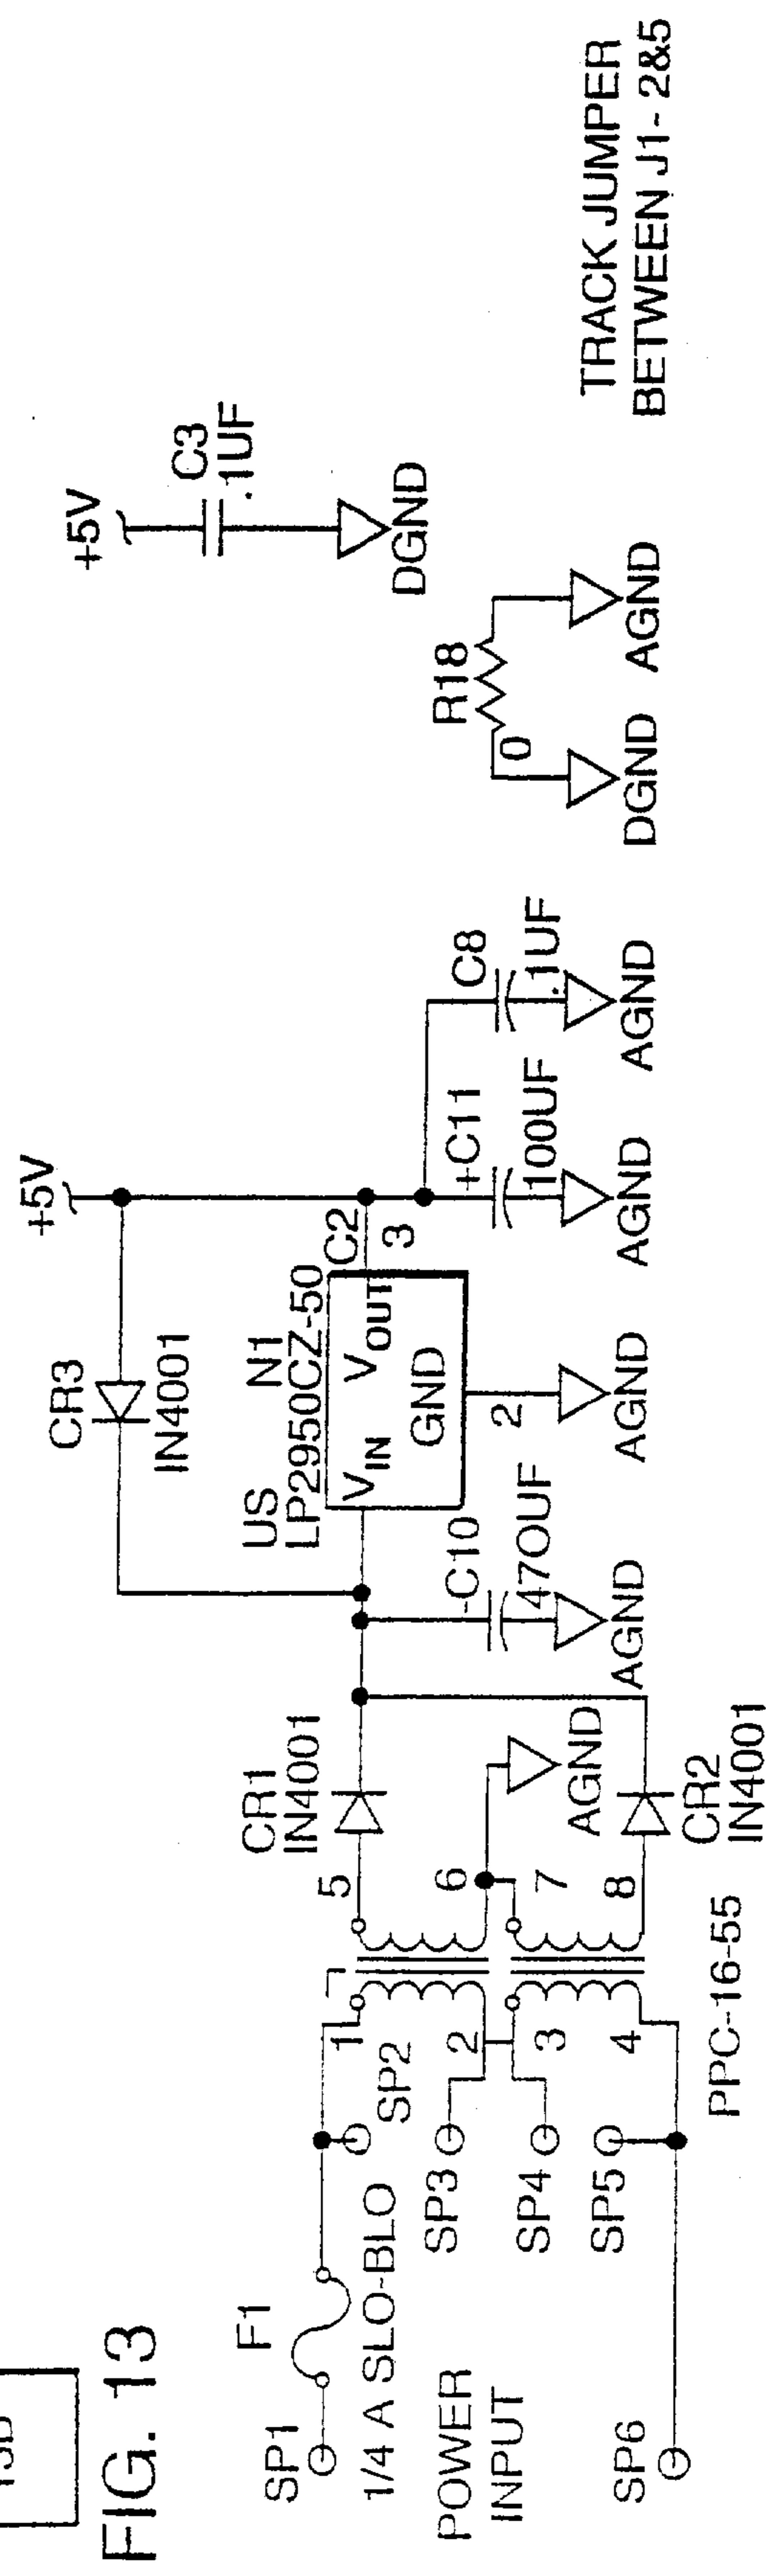 FIG. 13
SP1
F1
1/4 A SLO-BLO
POWER
INPUT
SP6
SP2
SP3
SP4
SP5
1
2
3
4
PPC-16-55
5
6
7
8
CR1
IN4001
AGND
CR2
IN4001
-C10
470UF
AGND
CR3
IN4001
US
N1
LP2950CZ-50
VIN
VOUT
GND
C2
3
2
AGND
+5V
+C11
100UF
AGND
C8
.1UF
AGND
R18
0
DGND
AGND
+5V
C3
.1UF
DGND
TRACK JUMPER
BETWEEN J1- 2&5